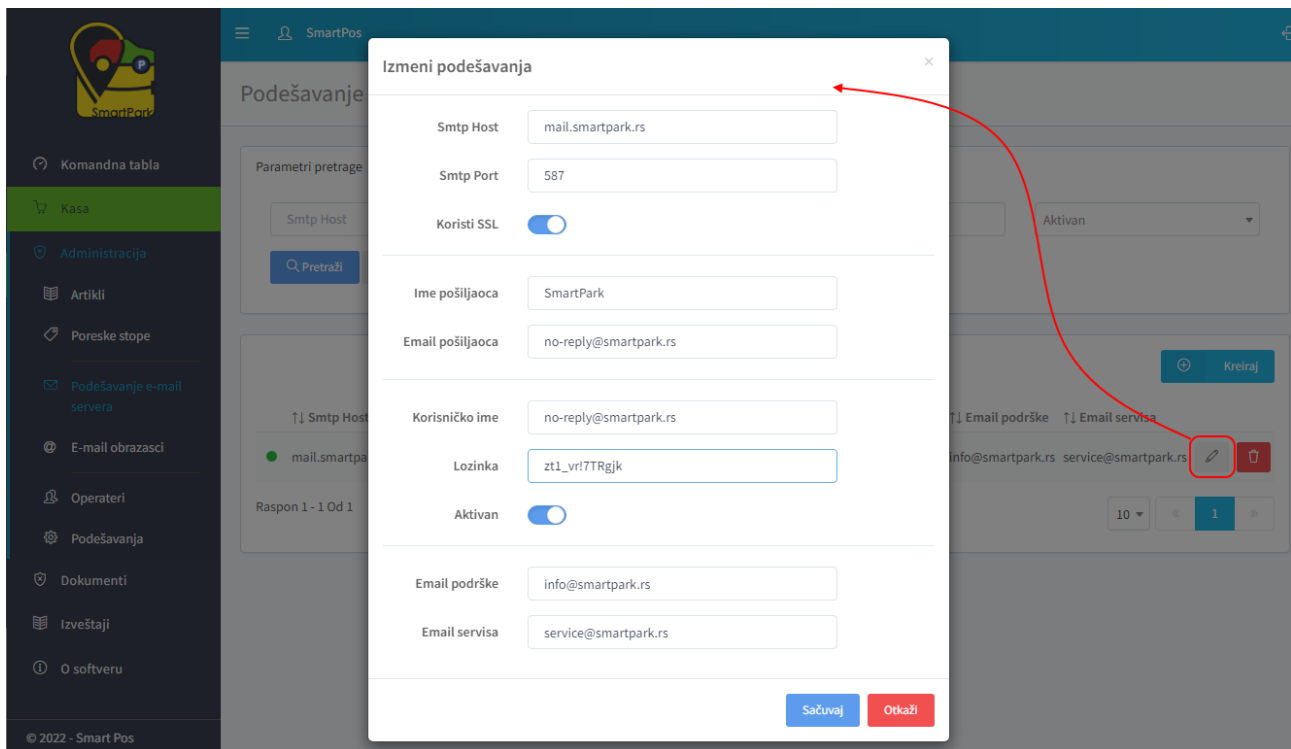 SmartPark
P
SmartPos
Podešavanje
Komandna tabla
Kasa
Administracija
Artikli
Poreske stope
Podešavanje e-mail
servera
E-mail obrazasci
Operateri
Podešavanja
Dokumenti
Izveštaji
O softveru
© 2022 - Smart Pos
Parametri pretrage
Smtp Host
Aktivan
Pretraži
Kreiraj
Smtp Host
Email podrške
Email servisa
mail.smartpa
info@smartpark.rs
service@smartpark.rs
Raspon 1 - 1 Od 1
10
«
1
»
Izmeni podešavanja
×
Smtp Host
mail.smartpark.rs
Smtp Port
587
Koristi SSL
Ime pošiljaoca
SmartPark
Email pošiljaoca
no-reply@smartpark.rs
Korisničko ime
no-reply@smartpark.rs
Lozinka
zt1_vr!7TRgjk
Aktivan
Email podrške
info@smartpark.rs
Email servisa
service@smartpark.rs
Sačuvaj
Otkaži